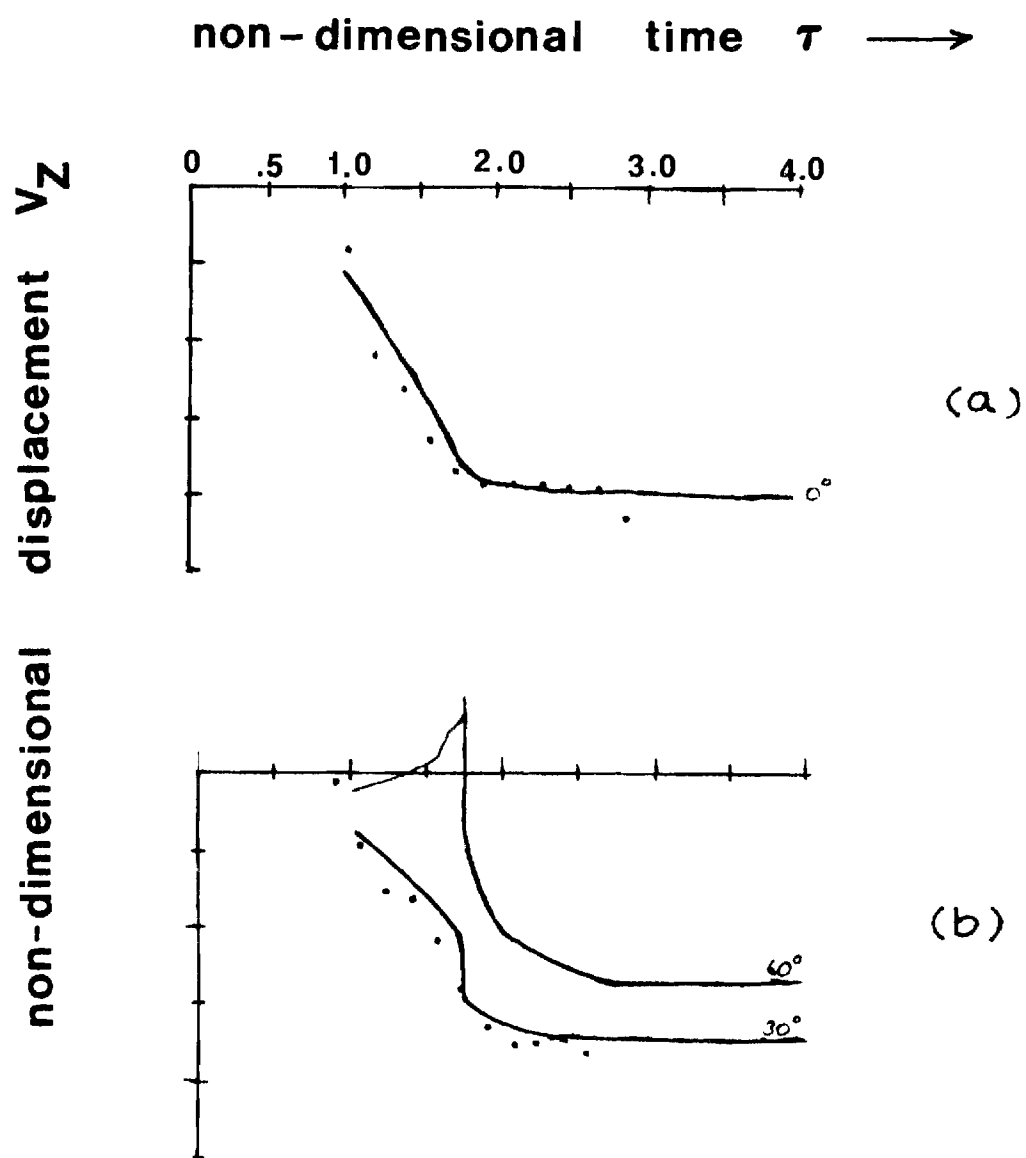 non-dimensional time τ
0 .5 1.0 2.0 3.0 4.0
non-dimensional displacement VZ
(a)
0°
(b)
60°
30°